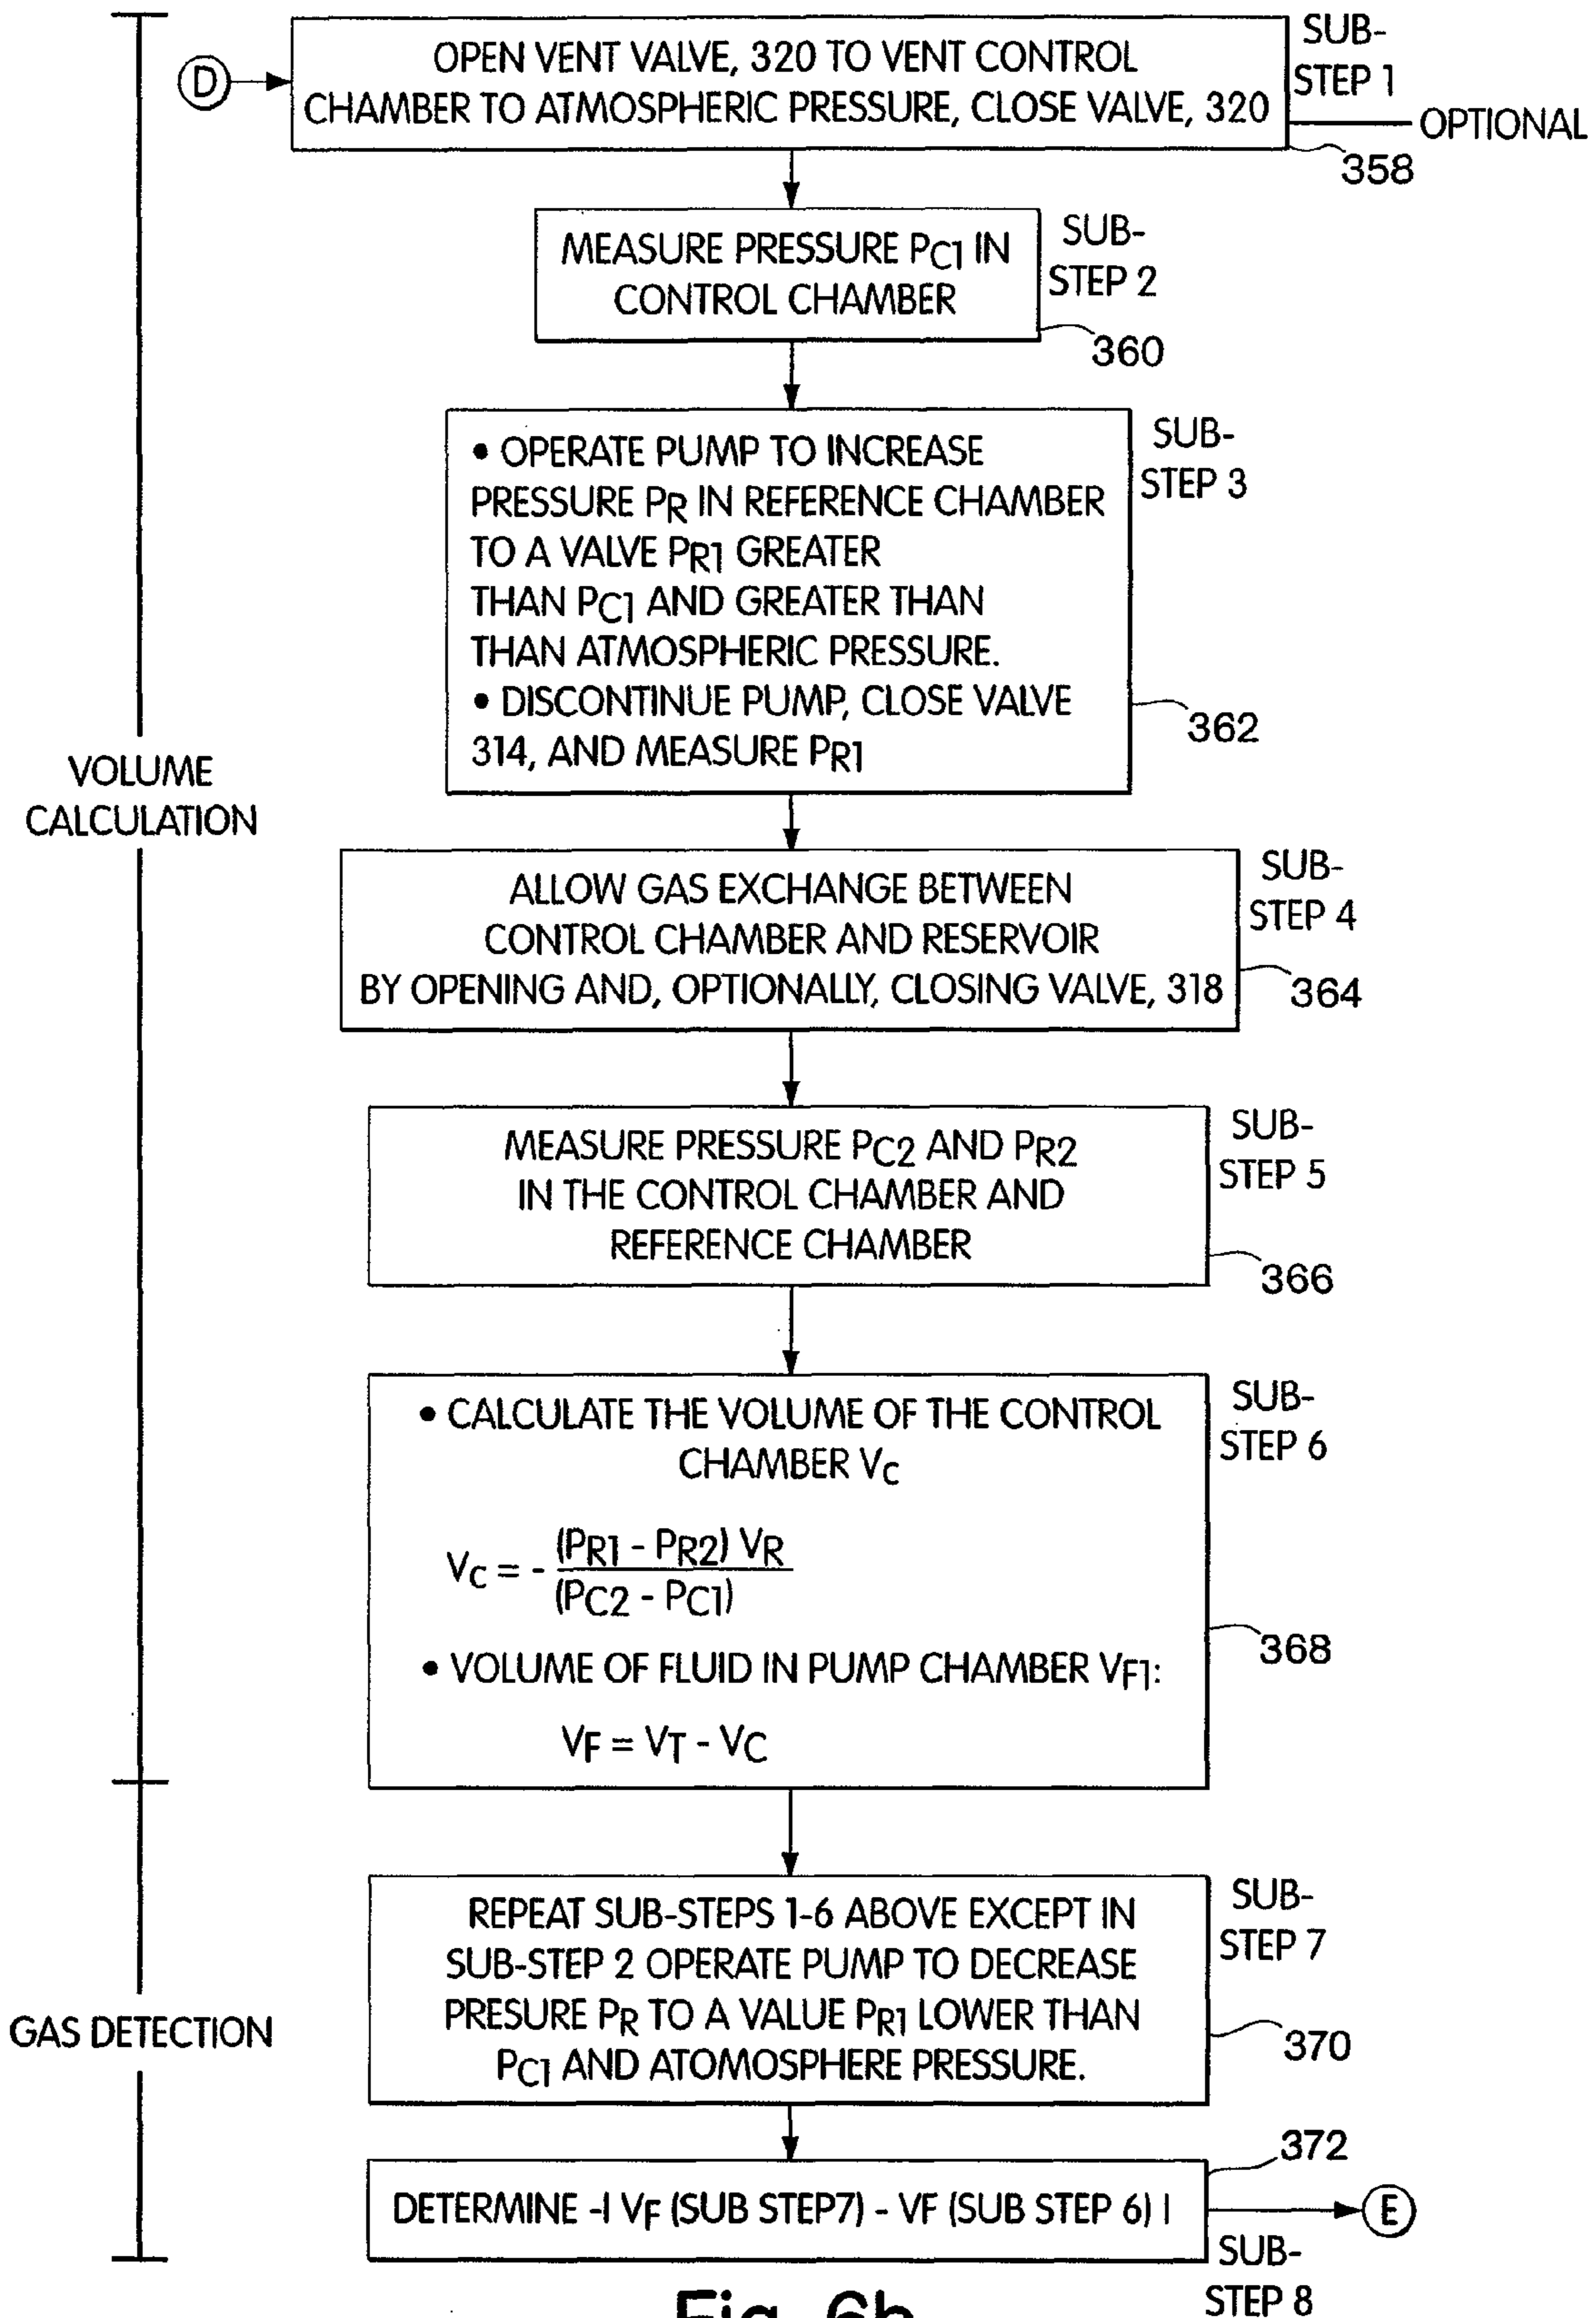 D
OPEN VENT VALVE, 320 TO VENT CONTROL
CHAMBER TO ATMOSPHERIC PRESSURE, CLOSE VALVE, 320
SUB-
STEP 1
OPTIONAL
358
MEASURE PRESSURE PC1 IN
CONTROL CHAMBER
SUB-
STEP 2
360
• OPERATE PUMP TO INCREASE
PRESSURE PR IN REFERENCE CHAMBER
TO A VALVE PR1 GREATER
THAN PC1 AND GREATER THAN
THAN ATMOSPHERIC PRESSURE.
• DISCONTINUE PUMP, CLOSE VALVE
314, AND MEASURE PR1
SUB-
STEP 3
362
VOLUME
CALCULATION
ALLOW GAS EXCHANGE BETWEEN
CONTROL CHAMBER AND RESERVOIR
BY OPENING AND, OPTIONALLY, CLOSING VALVE, 318
SUB-
STEP 4
364
MEASURE PRESSURE PC2 AND PR2
IN THE CONTROL CHAMBER AND
REFERENCE CHAMBER
SUB-
STEP 5
366
• CALCULATE THE VOLUME OF THE CONTROL
CHAMBER VC
VC = - (PR1 - PR2) VR
(PC2 - PC1)
• VOLUME OF FLUID IN PUMP CHAMBER VF1:
VF = VT - VC
SUB-
STEP 6
368
REPEAT SUB-STEPS 1-6 ABOVE EXCEPT IN
SUB-STEP 2 OPERATE PUMP TO DECREASE
PRESURE PR TO A VALUE PR1 LOWER THAN
PC1 AND ATOMOSPHERE PRESSURE.
SUB-
STEP 7
370
GAS DETECTION
DETERMINE -I VF (SUB STEP7) - VF (SUB STEP 6) I
372
E
SUB-
STEP 8
Fig. 6b